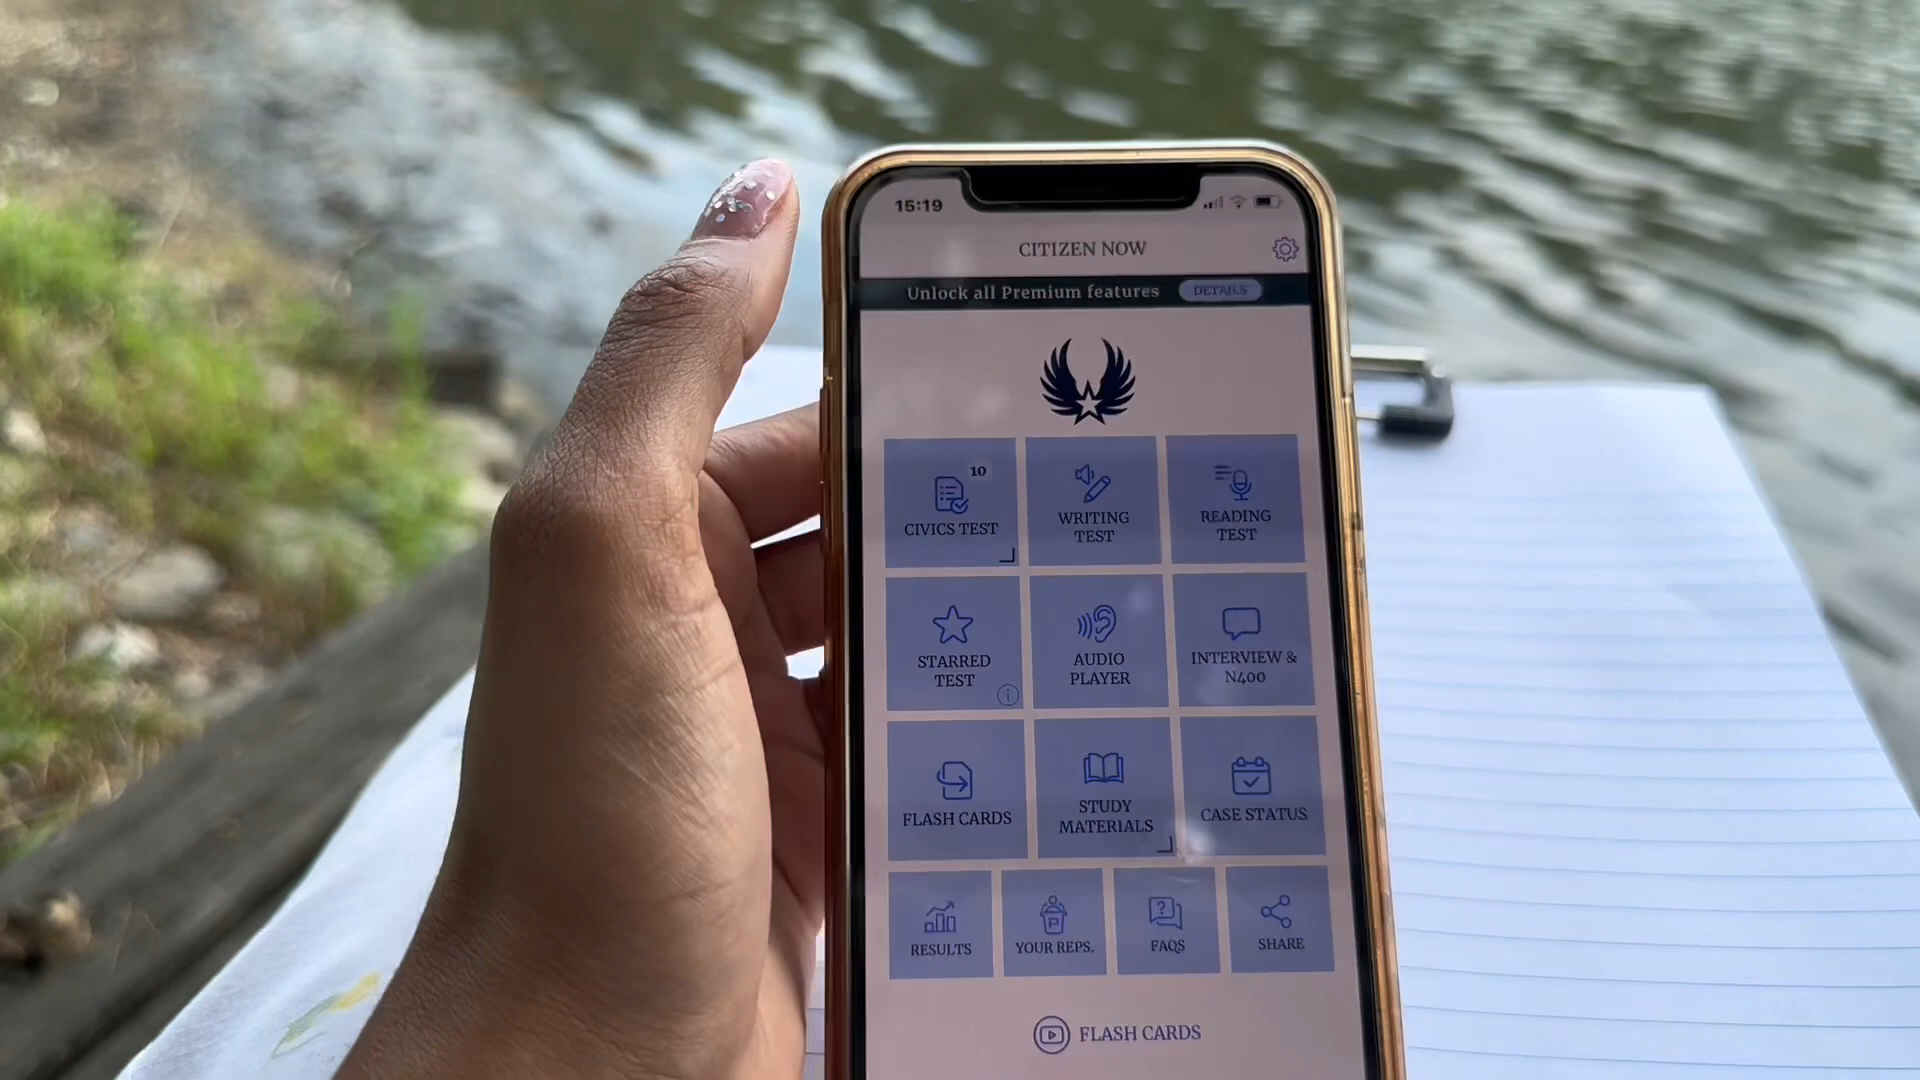 15:19
CITIZEN NOW
Unlock all Premium features DETAILS
10
CIVICS TEST
WRITING
TEST
READING
TEST
STARRED
TEST
AUDIO
PLAYER
INTERVIEW &
N400
FLASH CARDS
STUDY
MATERIALS
CASE STATUS
RESULTS
YOUR REPS.
FAQS
SHARE
FLASH CARDS